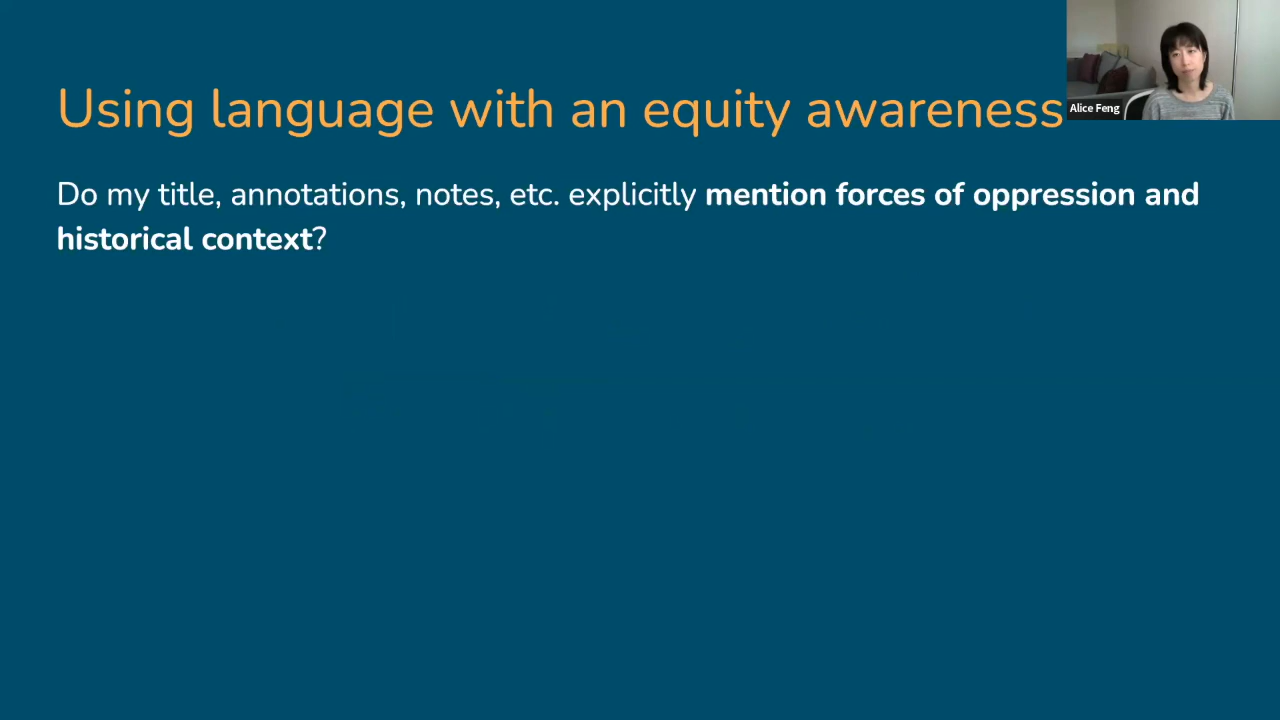 Using language with an equity awareness
Alice Feng
Do my title, annotations, notes, etc. explicitly mention forces of oppression and
historical context?